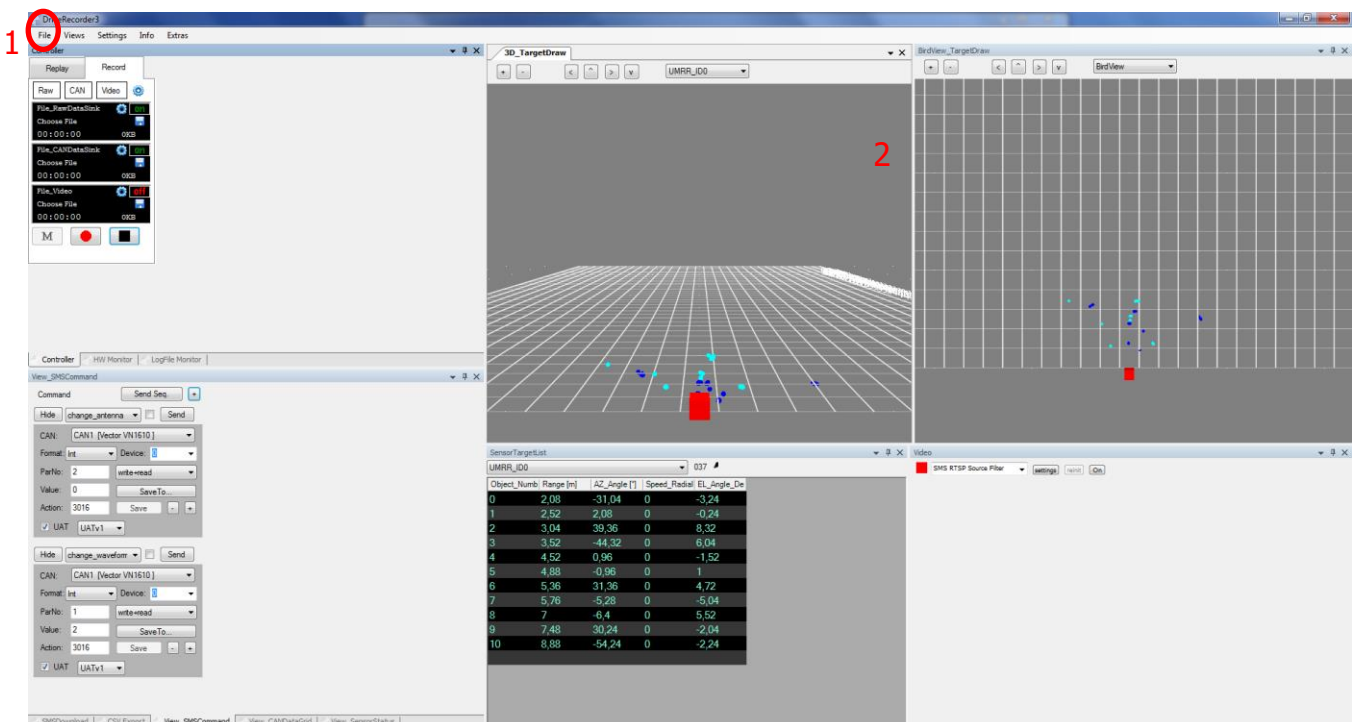 DriveRecorder3
1
File Views Settings Info Extras
Controller
Replay Record
Raw CAN Video
File_RawDataSink on
Choose File
00:00:00 0KB
File_CANDataSink on
Choose File
00:00:00 0KB
File_Video off
Choose File
00:00:00 0KB
M
Controller HW Monitor LogFile Monitor
View_SMSCommand
Command Send Seq. +
Hide change_antenna Send
CAN: CAN1 [Vector VN1610 ]
Format: Int Device: 0
ParNo: 2 write+read
Value: 0 SaveTo...
Action: 3016 Save - +
UAT UATv1
Hide change_waveform Send
CAN: CAN1 [Vector VN1610 ]
Format: Int Device: 0
ParNo: 1 write+read
Value: 2 SaveTo...
Action: 3016 Save - +
UAT UATv1
SMSDownload CSV Export View_SMSCommand View_CANDataGrid View_SensorStatus
3D_TargetDraw
+ - < ^ > v UMRR_ID0
2
SensorTargetList
UMRR_ID0 037
Object_Numb Range [m] AZ_Angle [°] Speed_Radial EL_Angle_De
0 2,08 -31,04 0 -3,24
1 2,52 2,08 0 -0,24
2 3,04 39,36 0 8,32
3 3,52 -44,32 0 6,04
4 4,52 0,96 0 -1,52
5 4,88 -0,96 0 1
6 5,36 31,36 0 4,72
7 5,76 -5,28 0 -5,04
8 7 -6,4 0 5,52
9 7,48 30,24 0 -2,04
10 8,88 -54,24 0 -2,24
BirdView_TargetDraw
+ - < ^ > v BirdView
Video
SMS RTSP Source Filter settings reinit On